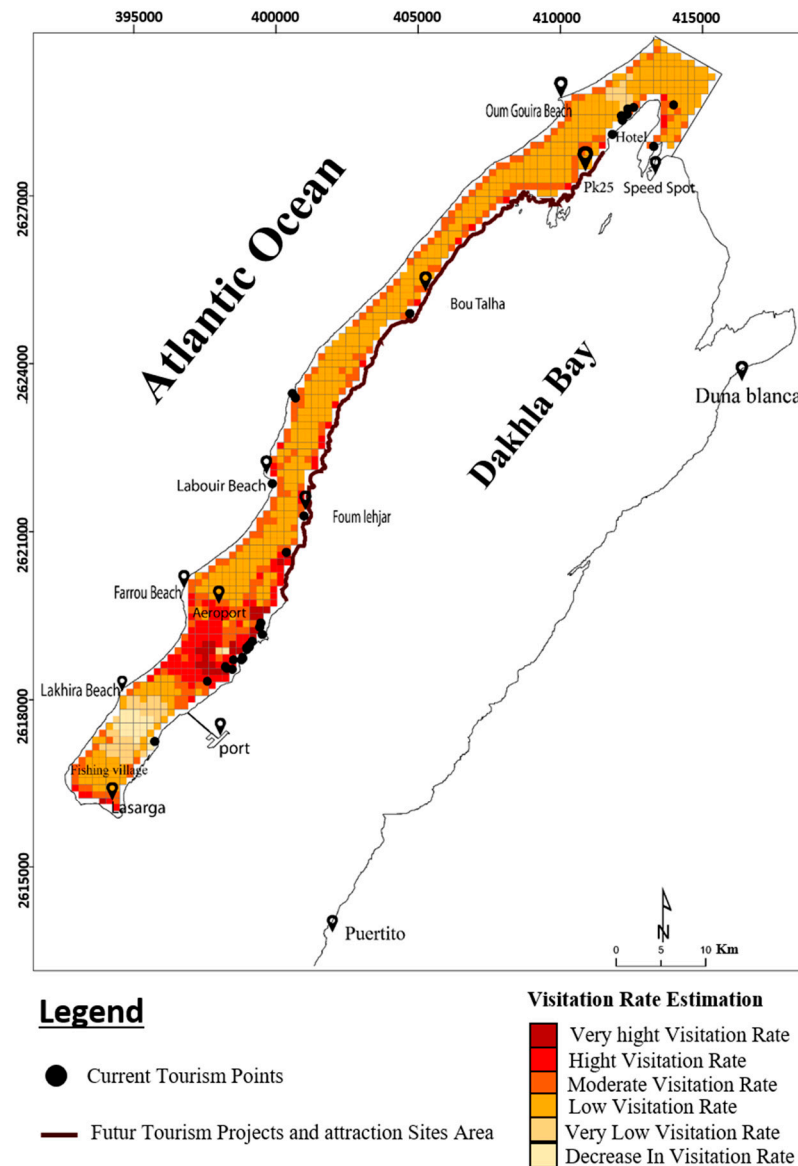 395000 400000 405000 410000 415000
2627000
2624000
2621000
2618000
2615000
Atlantic Ocean
Dakhla Bay
Oum Gouira Beach
Hotel
Pk25
Speed Spot
Bou Talha
Duna blanca
Labouir Beach
Foum lehjar
Farrou Beach
Aeroport
Lakhira Beach
port
Fishing village
Lasarga
Puertito
N
0 5 10 Km
Legend
Current Tourism Points
Futur Tourism Projects and attraction Sites Area
Visitation Rate Estimation
Very hight Visitation Rate
Hight Visitation Rate
Moderate Visitation Rate
Low Visitation Rate
Very Low Visitation Rate
Decrease In Visitation Rate